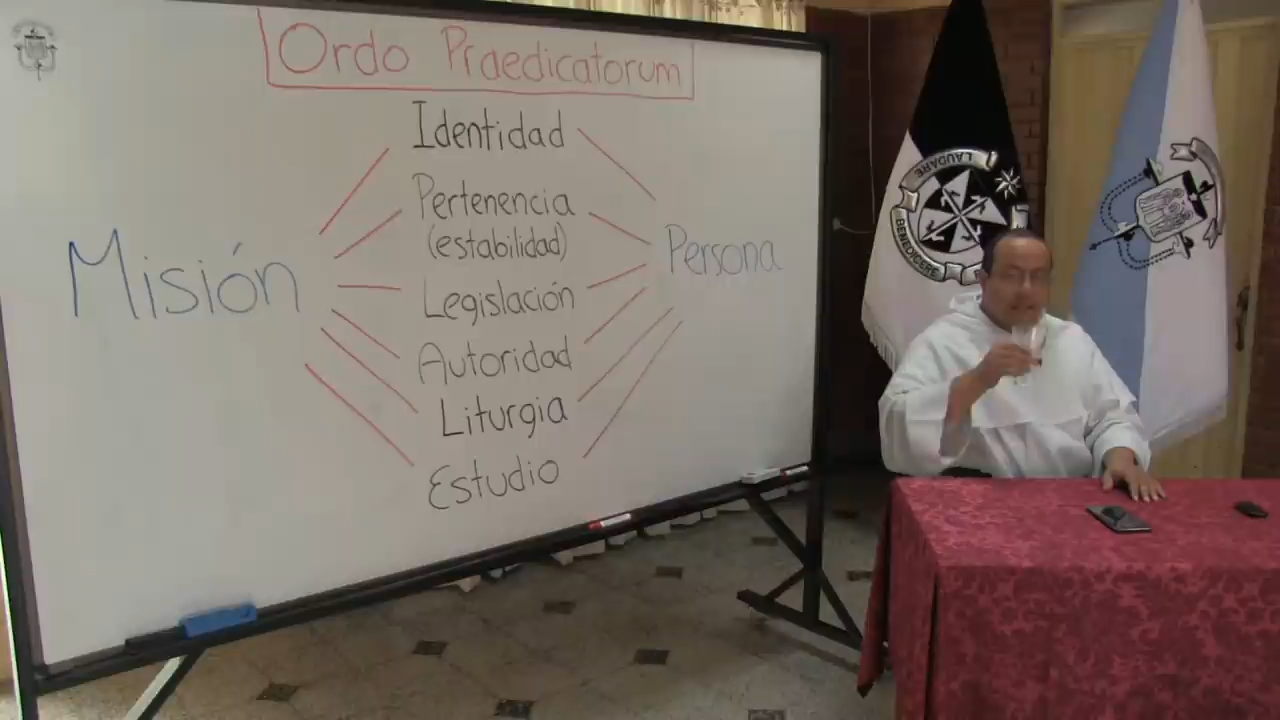 Ordo Praedicatorum
Identidad
Pertenencia
(estabilidad)
Misión
Persona
Legislación
Autoridad
Liturgia
Estudio
LAUDARE
BENEDICERE